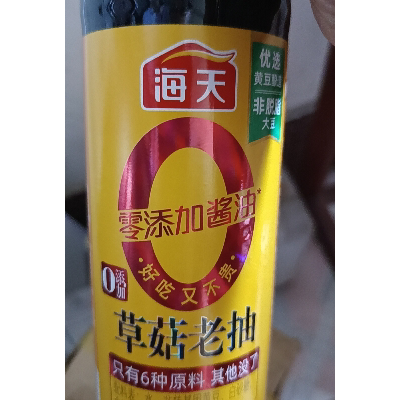 海天
优选
黄豆酿造
非脱脂
大豆
零添加酱油*
·好吃又不贵·
0添加
草菇老抽
只有6种原料 其他没了